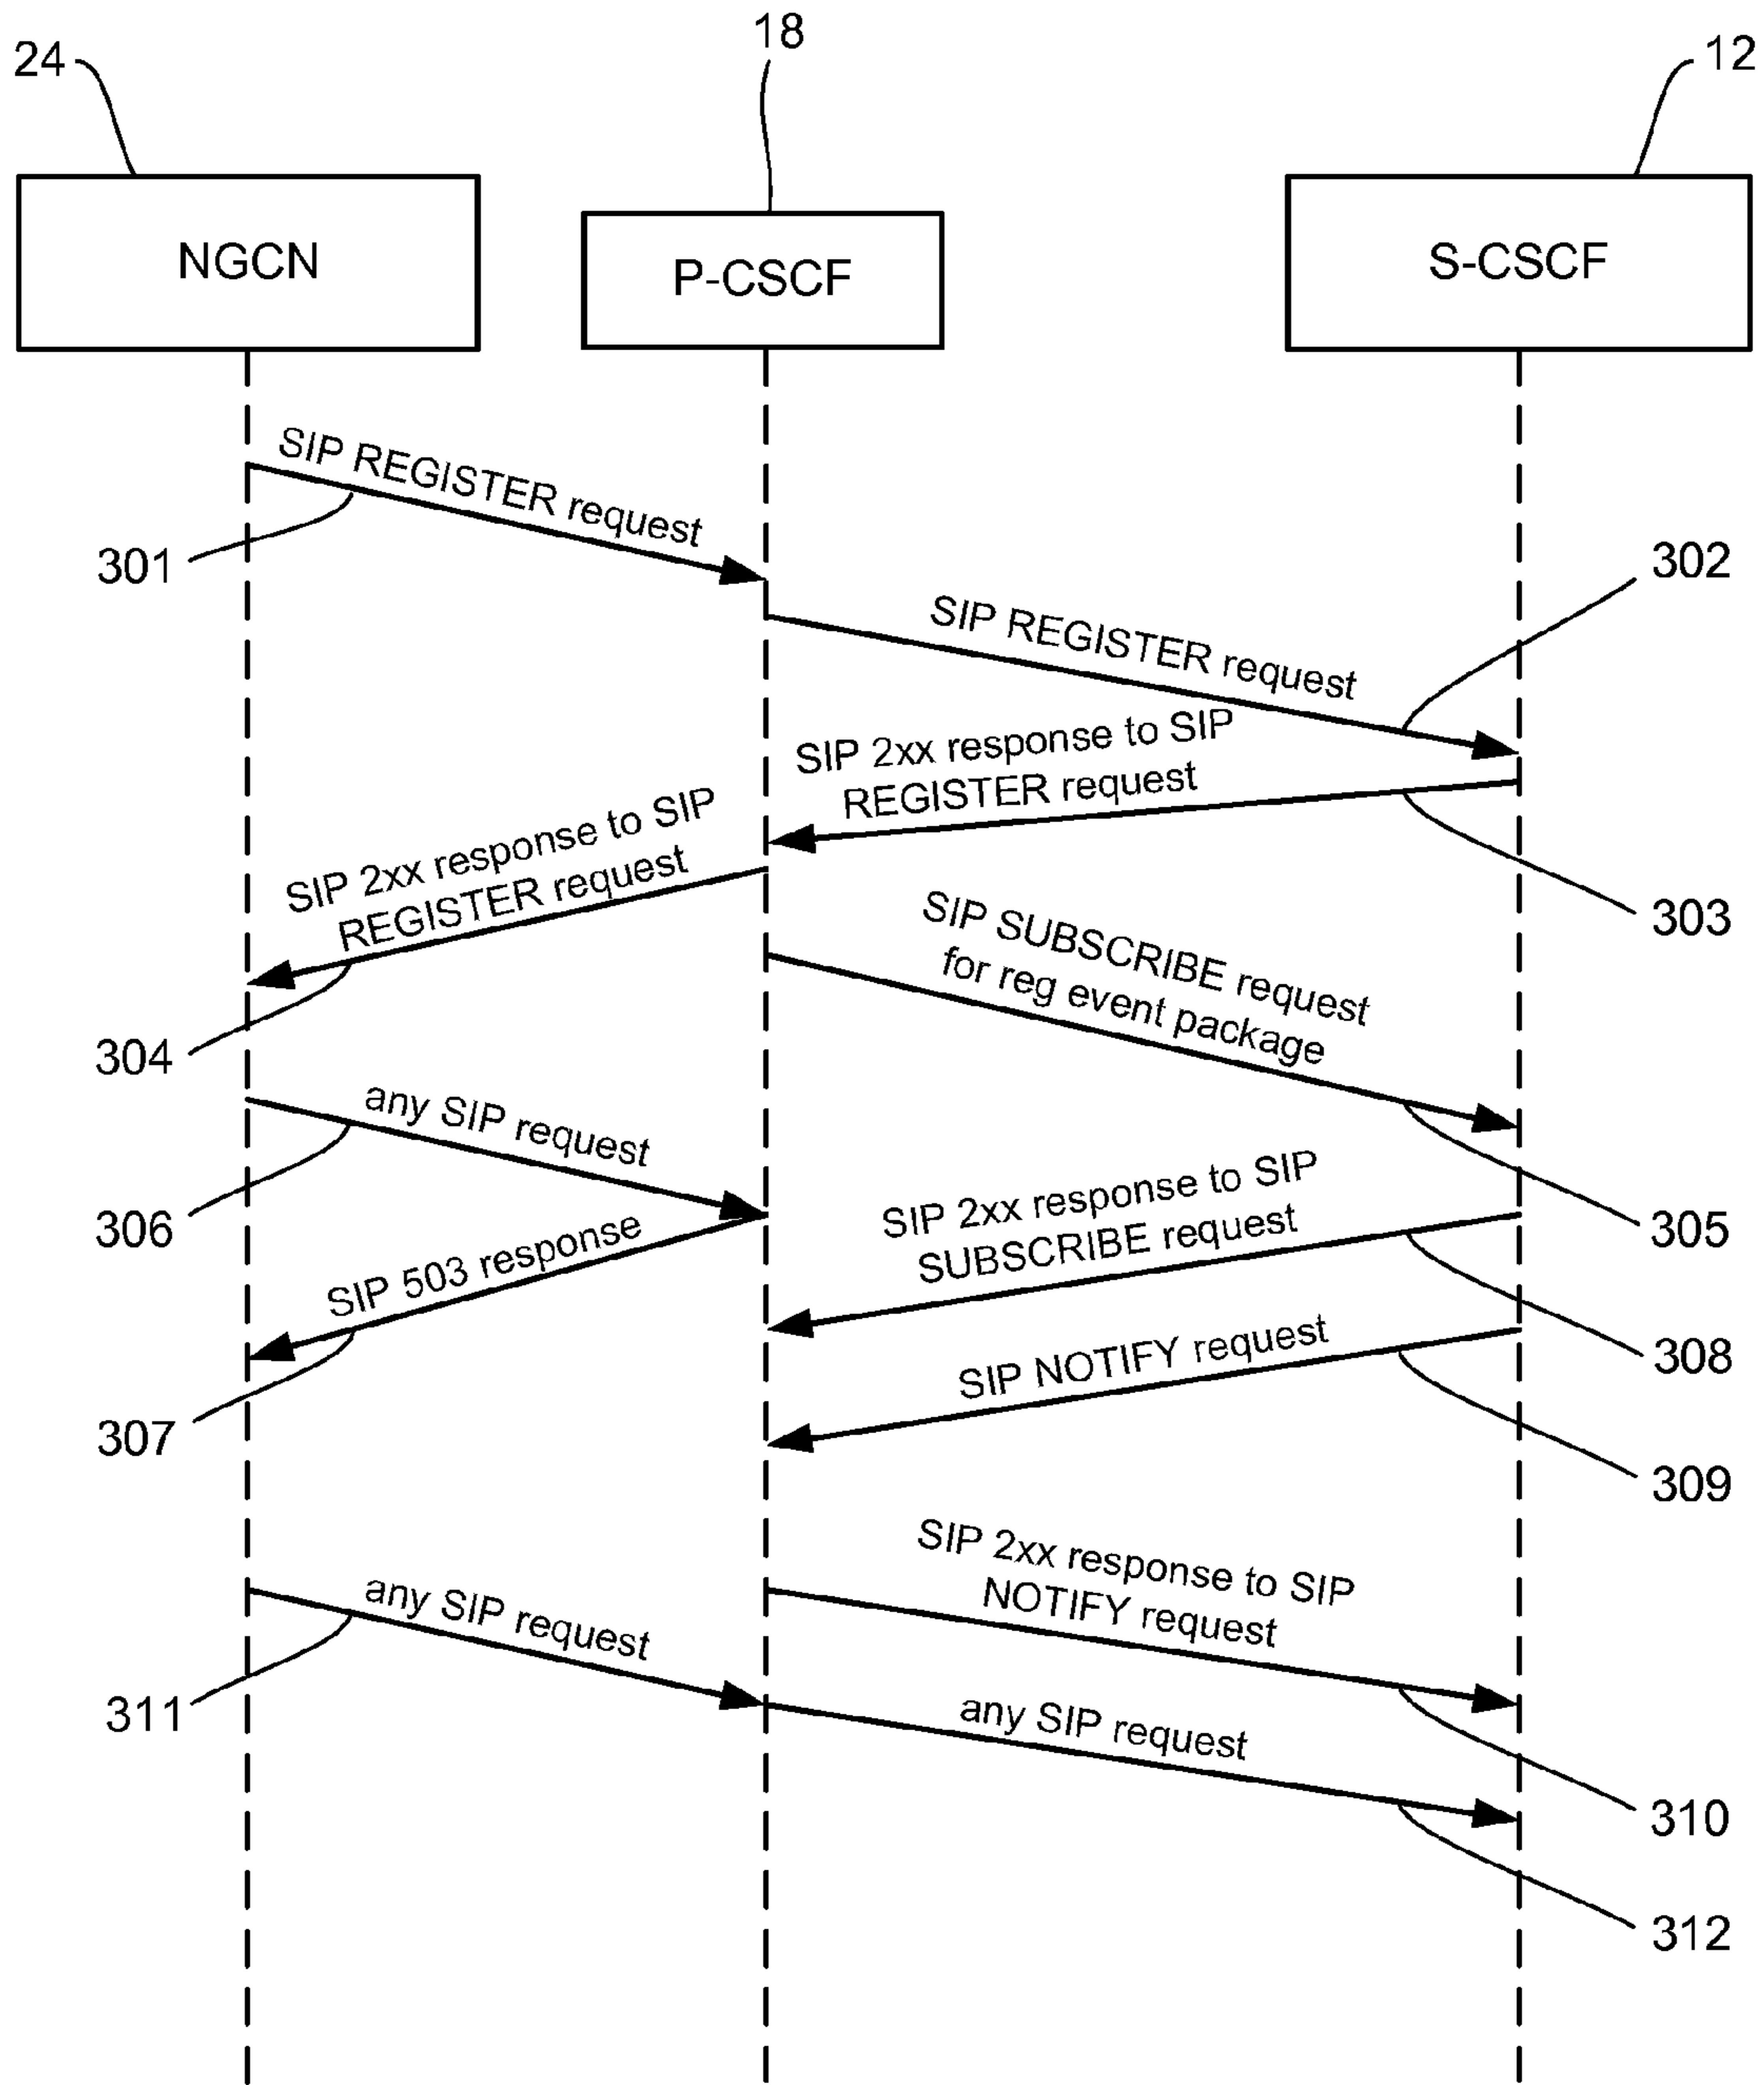 18
24
12
NGCN
P-CSCF
S-CSCF
SIP REGISTER request
301
302
SIP REGISTER request
SIP 2xx response to SIP
REGISTER request
303
SIP 2xx response to SIP
REGISTER request
304
SIP SUBSCRIBE request
for reg event package
305
any SIP request
306
SIP 503 response
307
SIP 2xx response to SIP
SUBSCRIBE request
308
SIP NOTIFY request
309
SIP 2xx response to SIP
NOTIFY request
310
any SIP request
311
any SIP request
312